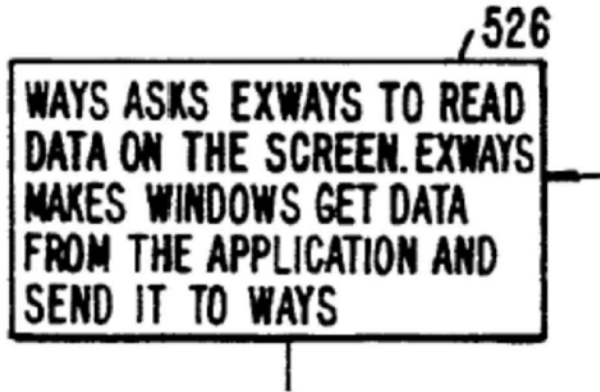 526
WAYS ASKS EXWAYS TO READ
DATA ON THE SCREEN. EXWAYS
MAKES WINDOWS GET DATA
FROM THE APPLICATION AND
SEND IT TO WAYS